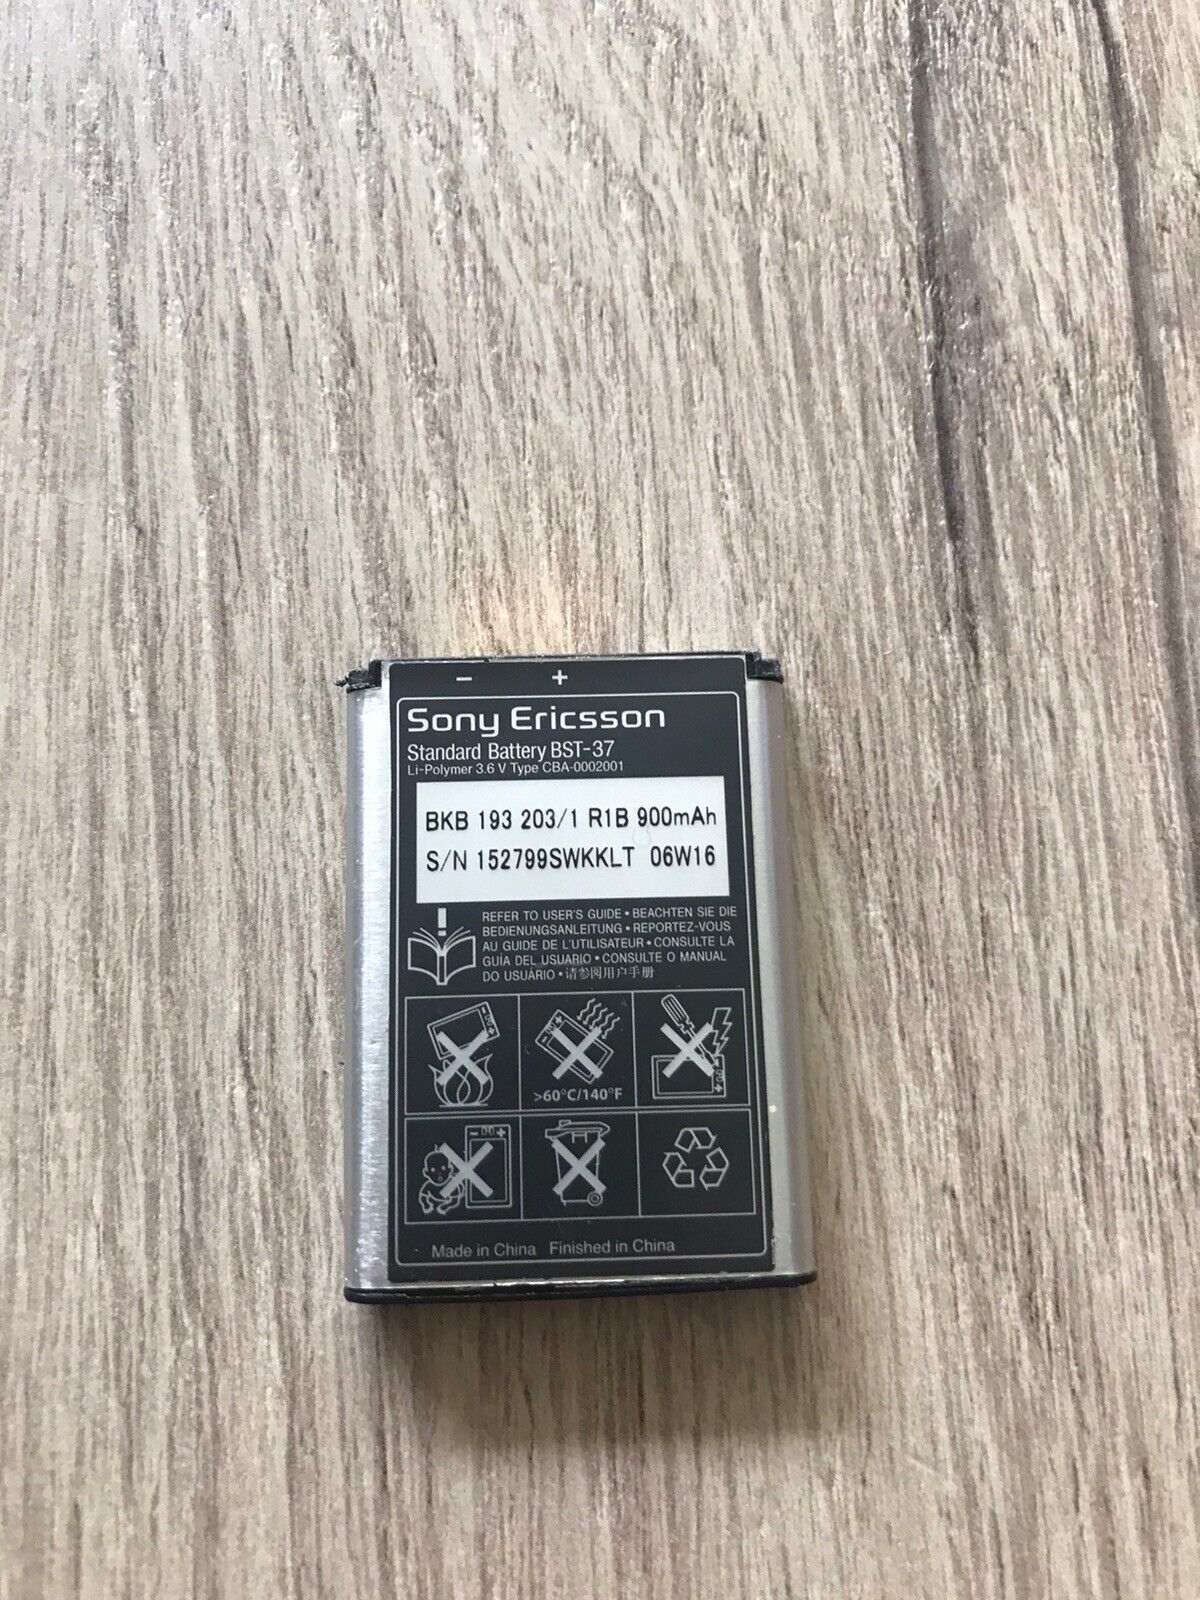 − +
Sony Ericsson
Standard Battery BST-37
Li-Polymer 3.6 V Type CBA-0002001
BKB 193 203/1 R1B 900mAh
S/N 152799SWKKLT 06W16
REFER TO USER'S GUIDE • BEACHTEN SIE DIE
BEDIENUNGSANLEITUNG • REPORTEZ-VOUS
AU GUIDE DE L'UTILISATEUR • CONSULTE LA
GUÍA DEL USUARIO • CONSULTE O MANUAL
DO USUÁRIO • 请参阅用户手册
>60°C/140°F
Made in China Finished in China